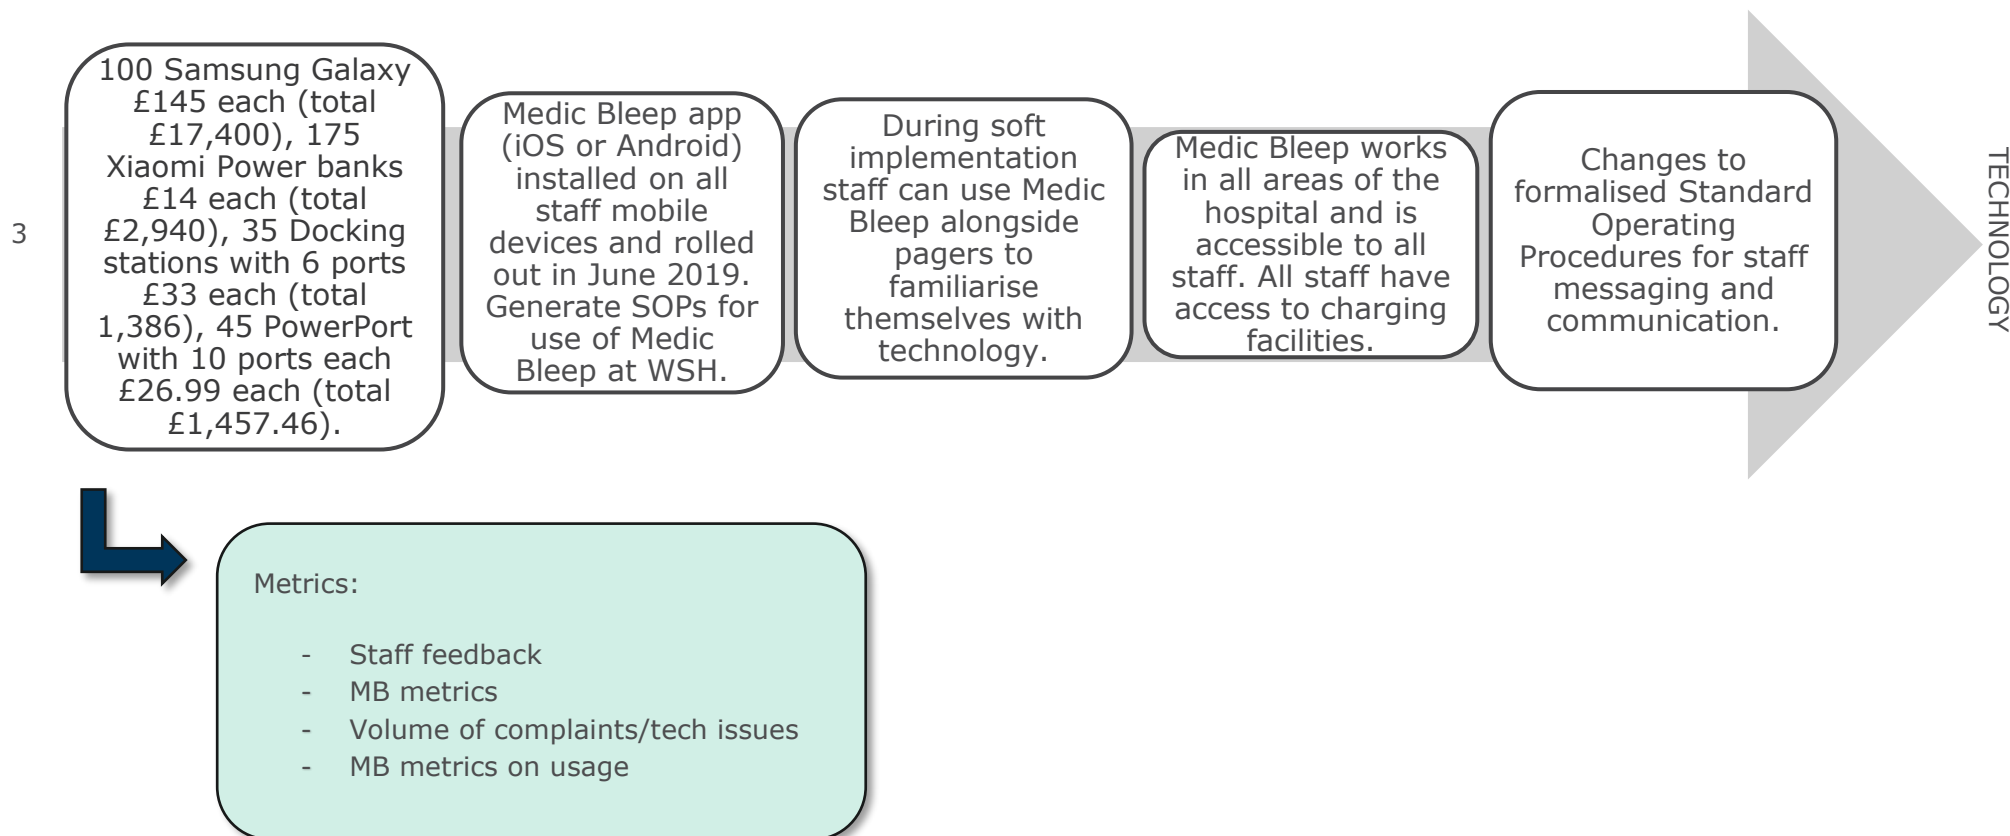 3
100 Samsung Galaxy
£145 each (total
£17,400), 175
Xiaomi Power banks
£14 each (total
£2,940), 35 Docking
stations with 6 ports
£33 each (total
1,386), 45 PowerPort
with 10 ports each
£26.99 each (total
£1,457.46).
Medic Bleep app
(iOS or Android)
installed on all
staff mobile
devices and rolled
out in June 2019.
Generate SOPs for
use of Medic
Bleep at WSH.
During soft
implementation
staff can use Medic
Bleep alongside
pagers to
familiarise
themselves with
technology.
Medic Bleep works
in all areas of the
hospital and is
accessible to all
staff. All staff have
access to charging
facilities.
Changes to
formalised Standard
Operating
Procedures for staff
messaging and
communication.
TECHNOLOGY
Metrics:
- Staff feedback
- MB metrics
- Volume of complaints/tech issues
- MB metrics on usage